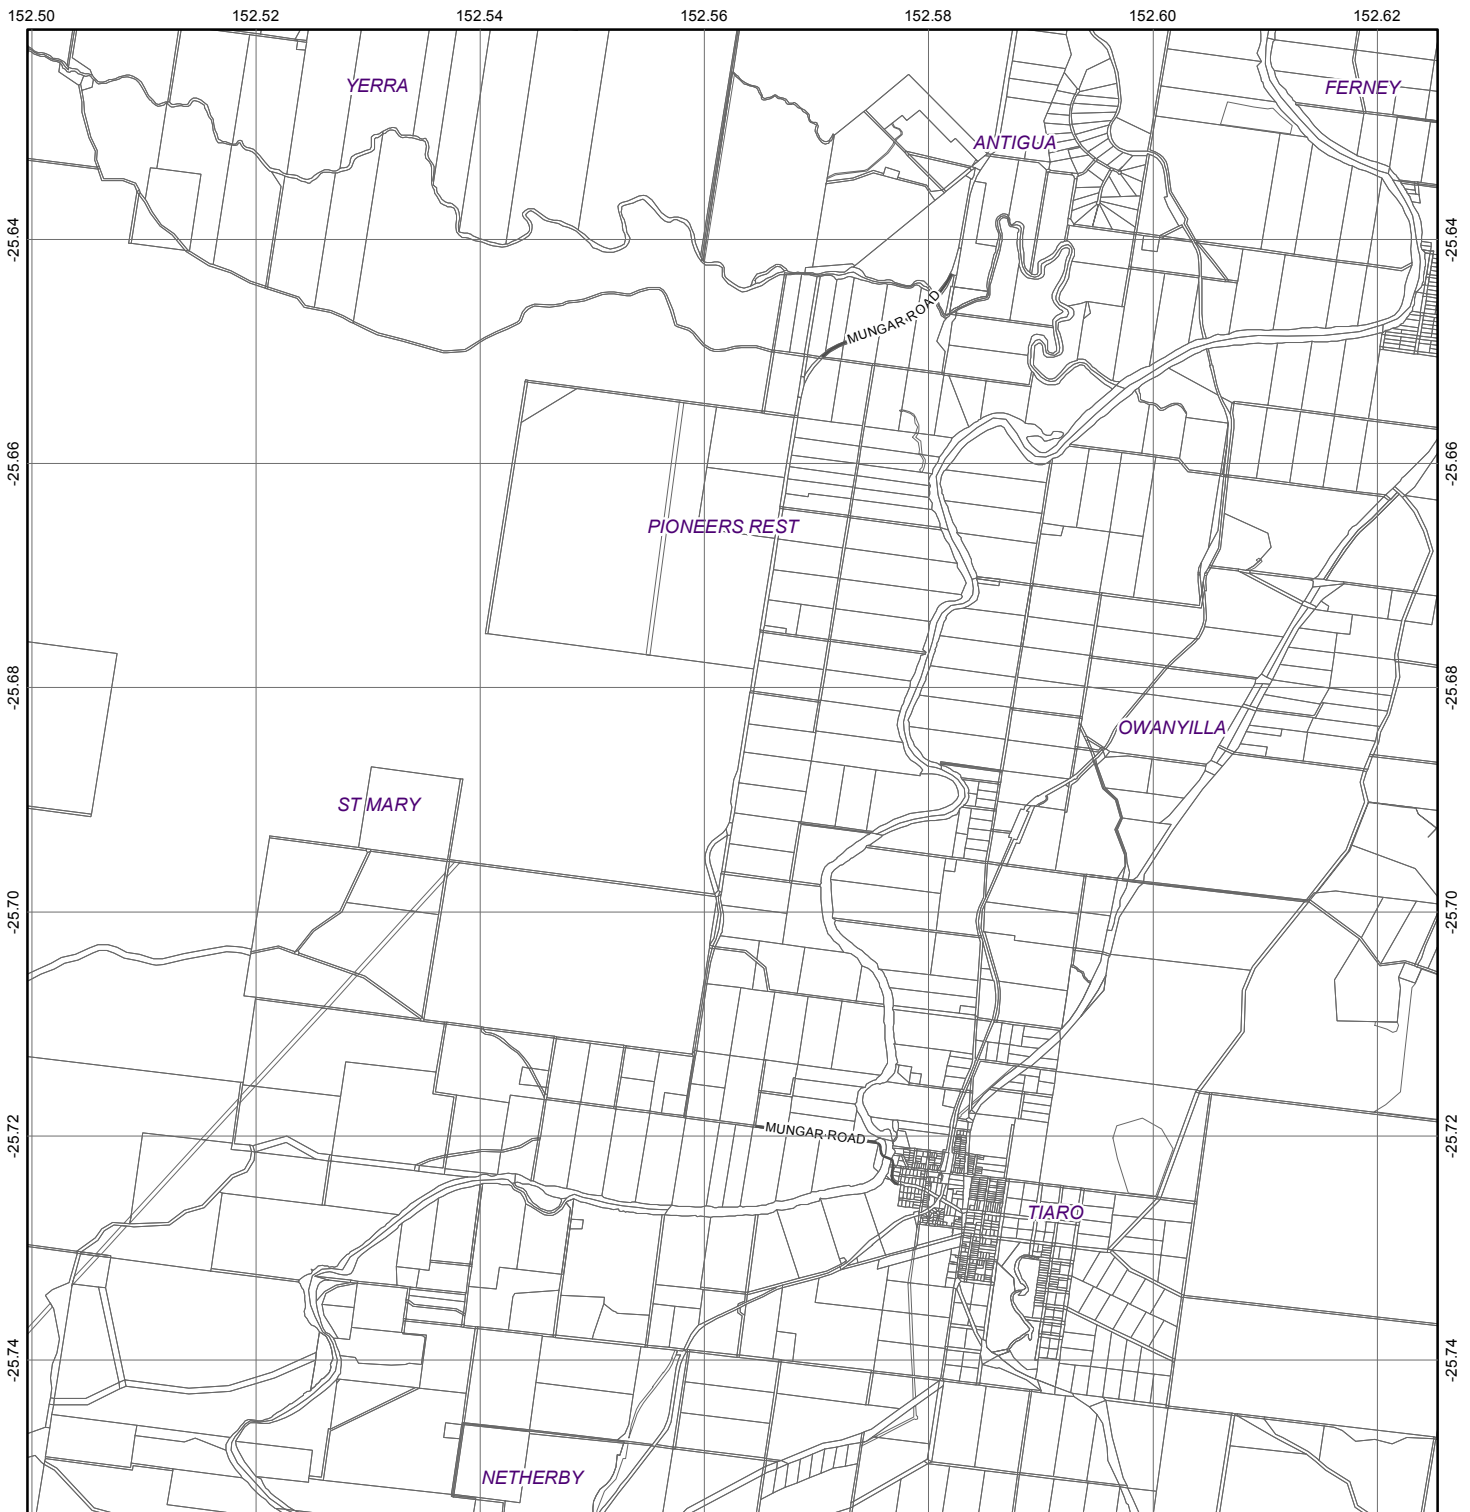 152.50 152.52 152.54 152.56 152.58 152.60 152.62
YERRA
FERNEY
ANTIGUA
-25.64 -25.64
MUNGAR ROAD
-25.66 -25.66
PIONEERS REST
-25.68 -25.68
OWANYILLA
ST MARY
-25.70 -25.70
MUNGAR ROAD
-25.72 -25.72
TIARO
-25.74 -25.74
NETHERBY